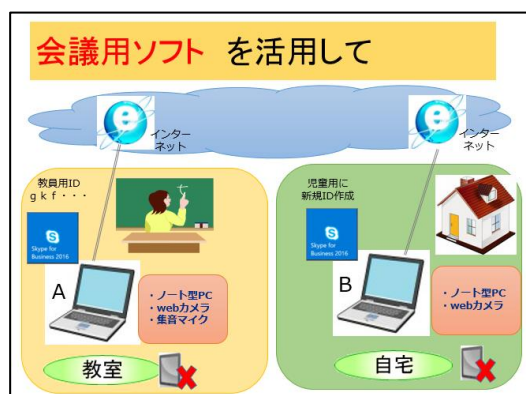 会議用ソフト を活用して
インター
ネット
インター
ネット
教員用ID
ｇｋｆ・・・
Skype for
Business 2016
A
・ノート型PC
・webカメラ
・集音マイク
教室
児童用に
新規ID作成
Skype for
Business 2016
B
・ノート型PC
・webカメラ
自宅